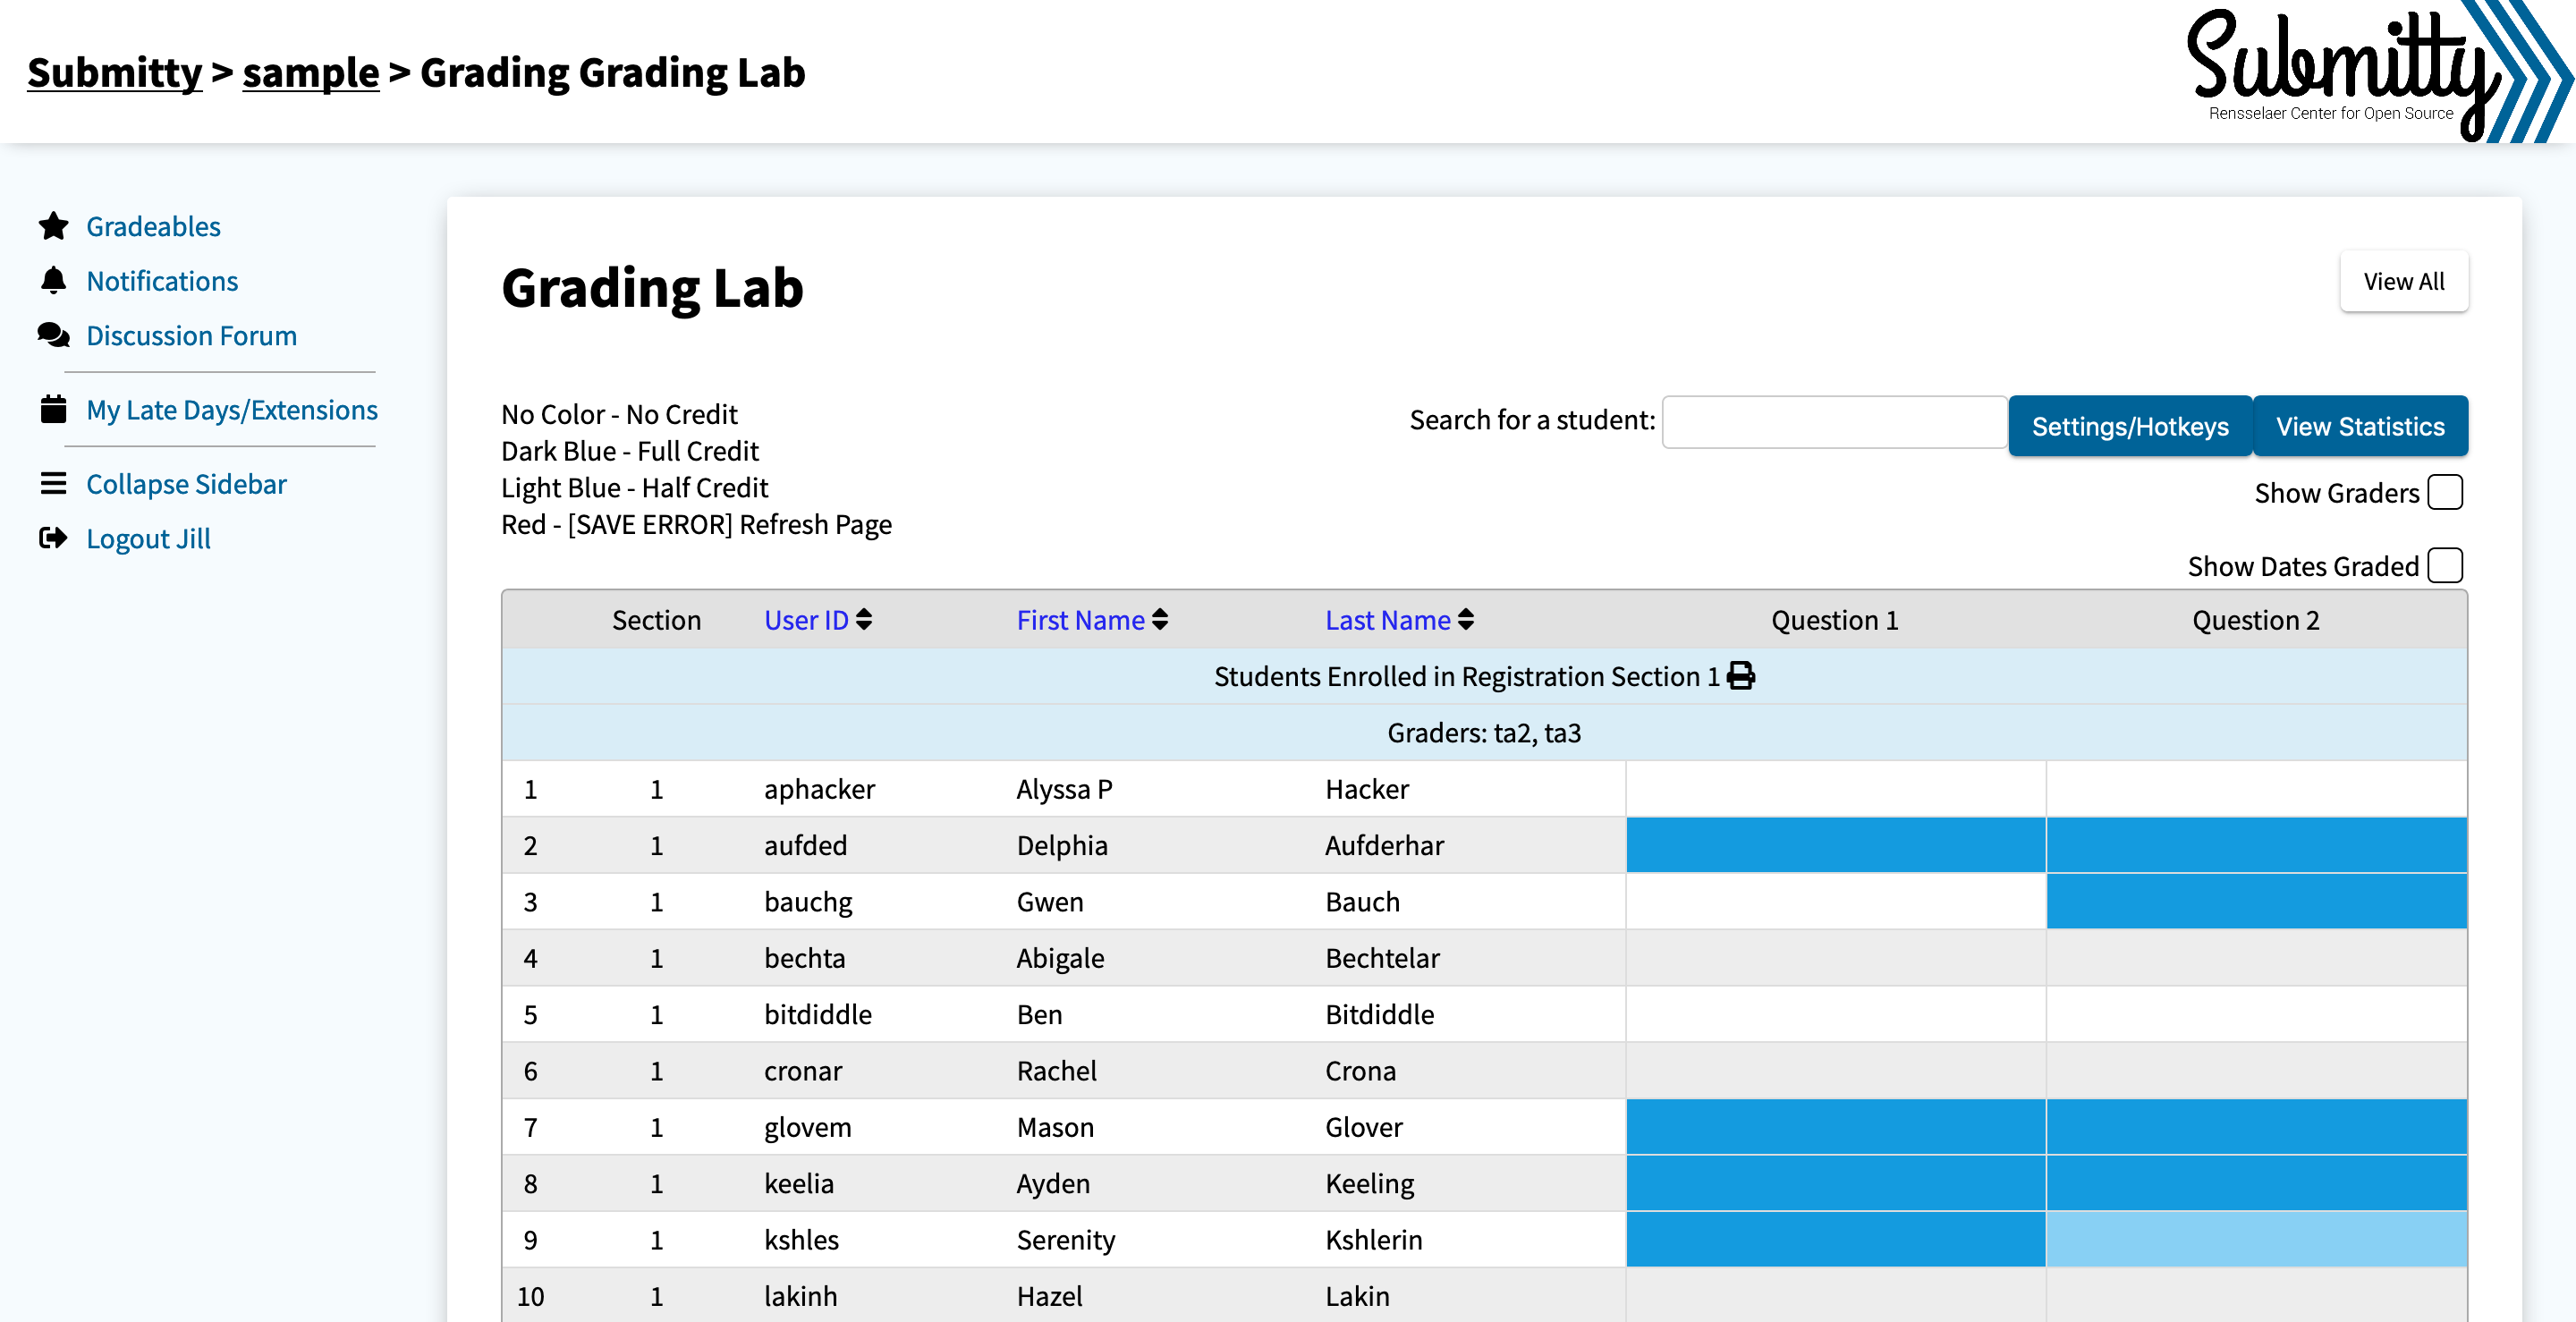 Submitty > sample > Grading Grading Lab
Submitty
Rensselaer Center for Open Source
Gradeables
Notifications
Discussion Forum
My Late Days/Extensions
Collapse Sidebar
Logout Jill
Grading Lab
View All
No Color - No Credit
Dark Blue - Full Credit
Light Blue - Half Credit
Red - [SAVE ERROR] Refresh Page
Search for a student:
Settings/Hotkeys
View Statistics
Show Graders
Show Dates Graded
Section User ID First Name Last Name Question 1 Question 2
Students Enrolled in Registration Section 1
Graders: ta2, ta3
1 1 aphacker Alyssa P Hacker
2 1 aufded Delphia Aufderhar
3 1 bauchg Gwen Bauch
4 1 bechta Abigale Bechtelar
5 1 bitdiddle Ben Bitdiddle
6 1 cronar Rachel Crona
7 1 glovem Mason Glover
8 1 keelia Ayden Keeling
9 1 kshles Serenity Kshlerin
10 1 lakinh Hazel Lakin